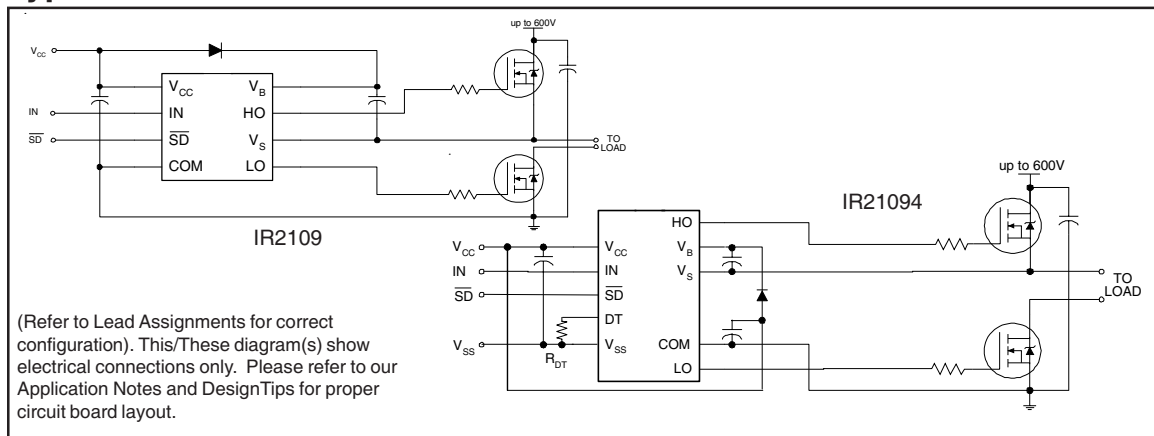 up to 600V
VCC
VCC
VB
IN
IN
HO
SD
SD
VS
TO
LOAD
COM
LO
IR2109
up to 600V
IR21094
HO
VCC
VCC
VB
IN
IN
VS
SD
SD
TO
LOAD
DT
VSS
VSS
RDT
COM
LO
(Refer to Lead Assignments for correct
configuration). This/These diagram(s) show
electrical connections only. Please refer to our
Application Notes and DesignTips for proper
circuit board layout.